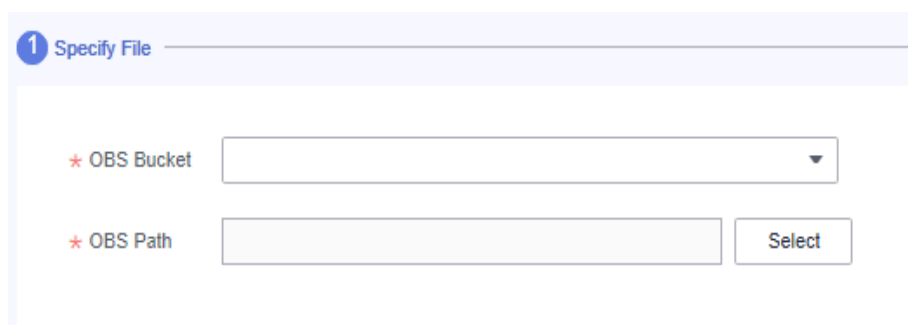 1 Specify File
* OBS Bucket
* OBS Path Select